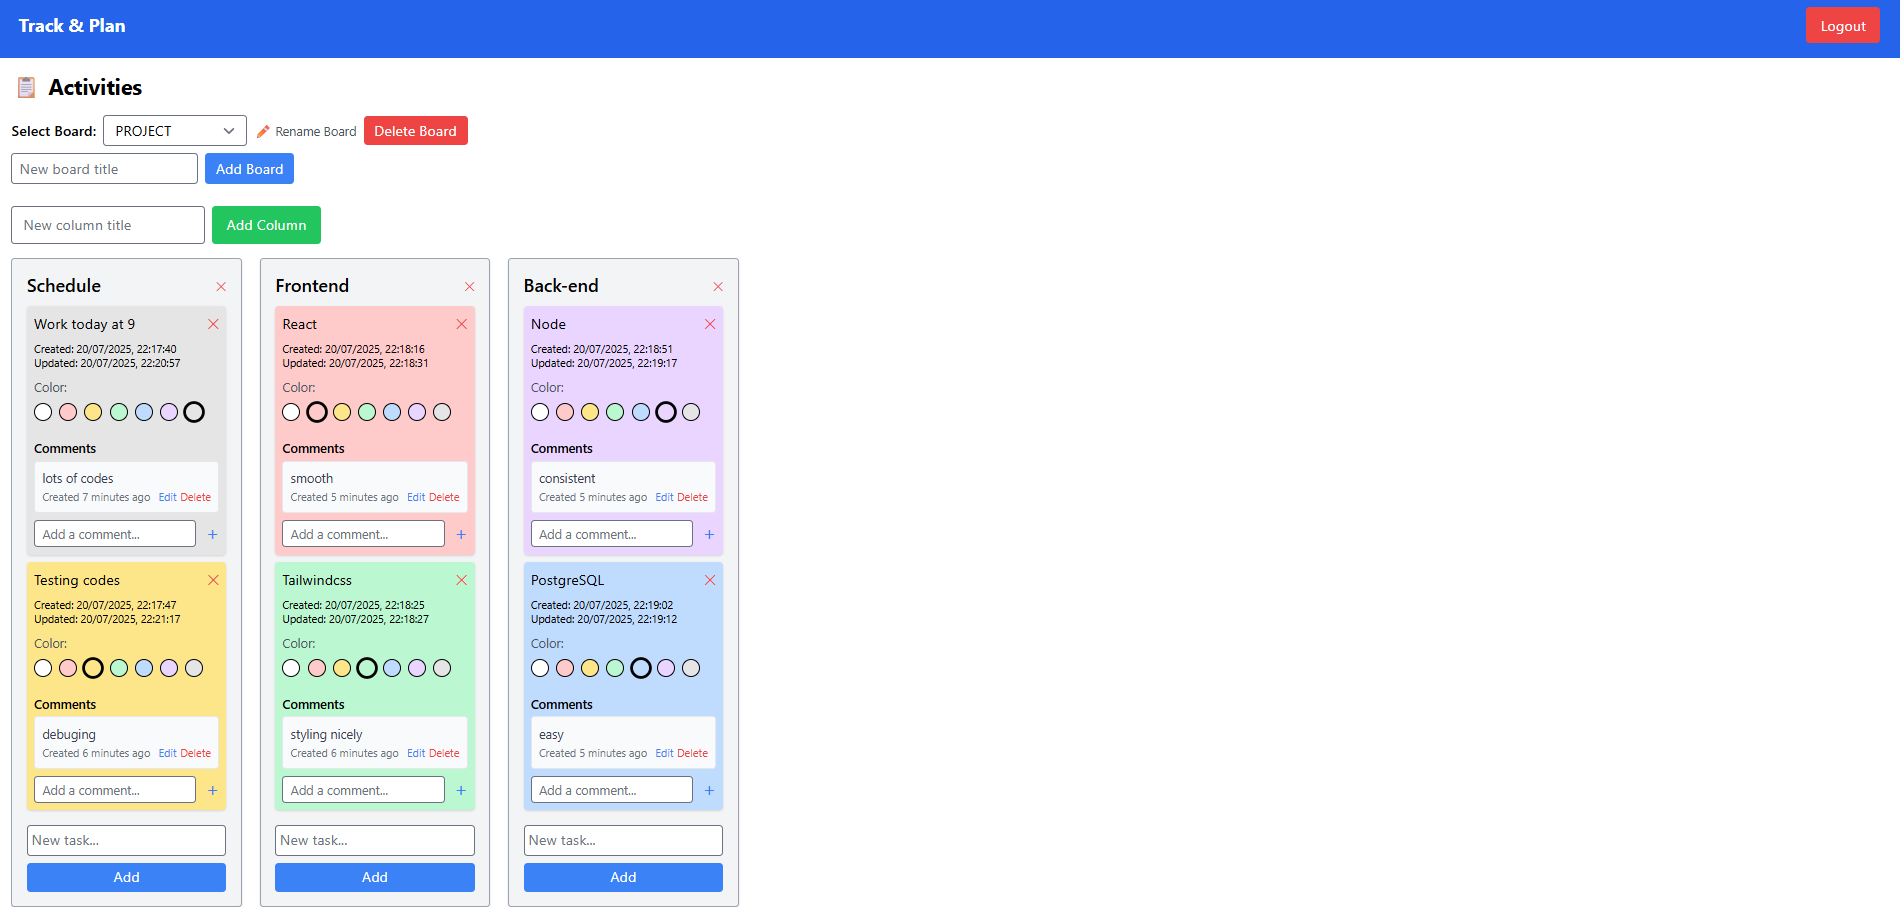 Track & Plan
Logout
Activities
Select Board: PROJECT Rename Board Delete Board
New board title Add Board
New column title Add Column
Schedule
Work today at 9
Created: 20/07/2025, 22:17:40
Updated: 20/07/2025, 22:20:57
Color:
Comments
lots of codes
Created 7 minutes ago Edit Delete
Add a comment... +
Testing codes
Created: 20/07/2025, 22:17:47
Updated: 20/07/2025, 22:21:17
Color:
Comments
debuging
Created 6 minutes ago Edit Delete
Add a comment... +
New task...
Add
Frontend
React
Created: 20/07/2025, 22:18:16
Updated: 20/07/2025, 22:18:31
Color:
Comments
smooth
Created 5 minutes ago Edit Delete
Add a comment... +
Tailwindcss
Created: 20/07/2025, 22:18:25
Updated: 20/07/2025, 22:18:27
Color:
Comments
styling nicely
Created 6 minutes ago Edit Delete
Add a comment... +
New task...
Add
Back-end
Node
Created: 20/07/2025, 22:18:51
Updated: 20/07/2025, 22:19:17
Color:
Comments
consistent
Created 5 minutes ago Edit Delete
Add a comment... +
PostgreSQL
Created: 20/07/2025, 22:19:02
Updated: 20/07/2025, 22:19:12
Color:
Comments
easy
Created 5 minutes ago Edit Delete
Add a comment... +
New task...
Add